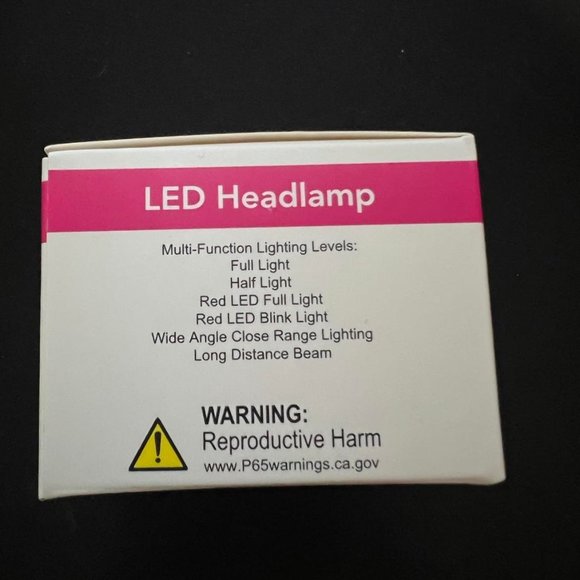 LED Headlamp
Multi-Function Lighting Levels:
Full Light
Half Light
Red LED Full Light
Red LED Blink Light
Wide Angle Close Range Lighting
Long Distance Beam
WARNING:
Reproductive Harm
www.P65warnings.ca.gov